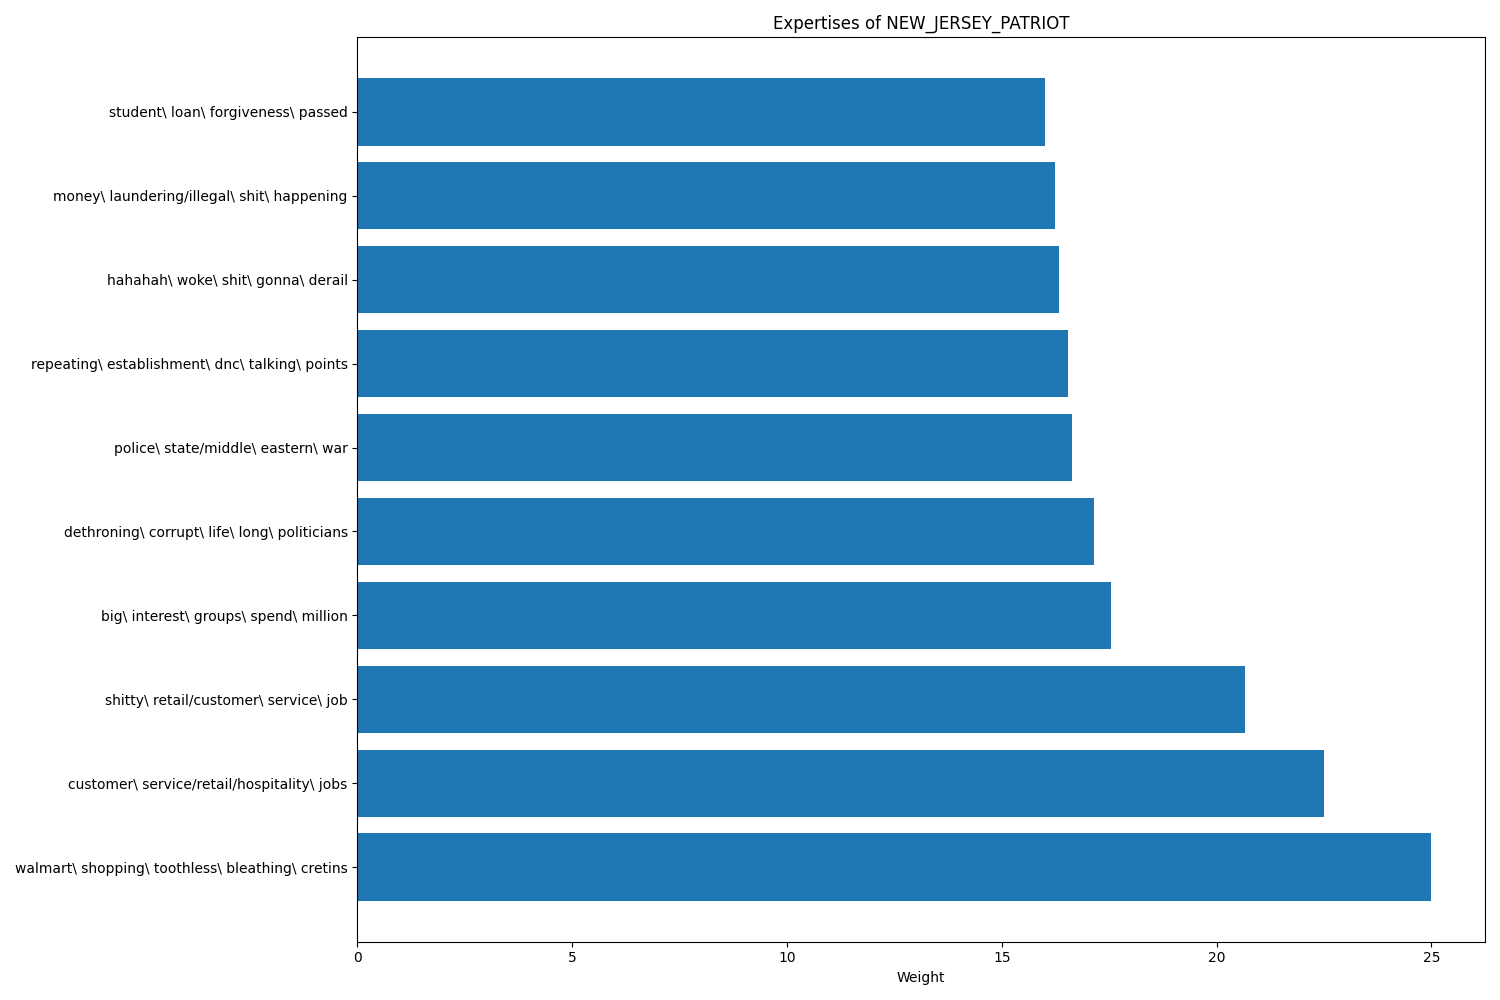 Expertises of NEW_JERSEY_PATRIOT
student\ loan\ forgiveness\ passed
money\ laundering/illegal\ shit\ happening
hahahah\ woke\ shit\ gonna\ derail
repeating\ establishment\ dnc\ talking\ points
police\ state/middle\ eastern\ war
dethroning\ corrupt\ life\ long\ politicians
big\ interest\ groups\ spend\ million
shitty\ retail/customer\ service\ job
customer\ service/retail/hospitality\ jobs
walmart\ shopping\ toothless\ bleathing\ cretins
0 5 10 15 20 25
Weight